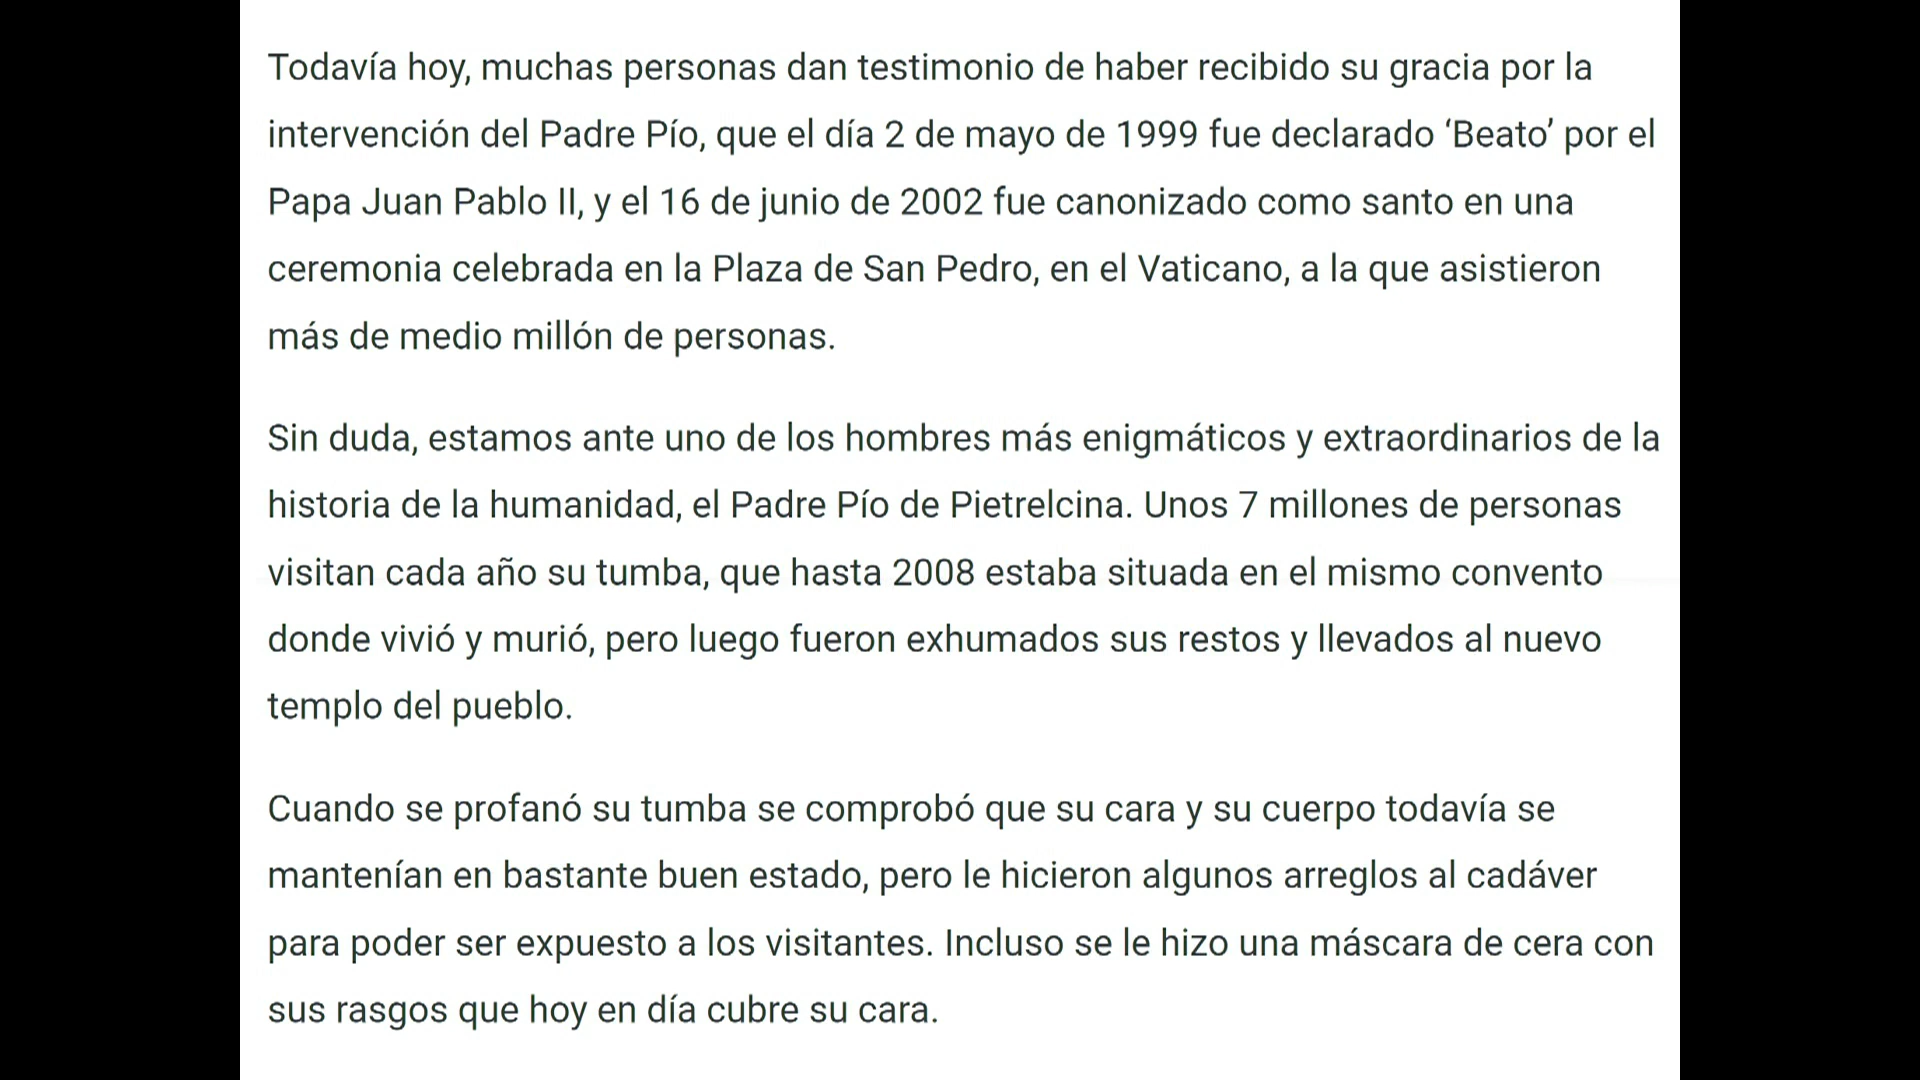 Todavía hoy, muchas personas dan testimonio de haber recibido su gracia por la
intervención del Padre Pío, que el día 2 de mayo de 1999 fue declarado ‘Beato’ por el
Papa Juan Pablo II, y el 16 de junio de 2002 fue canonizado como santo en una
ceremonia celebrada en la Plaza de San Pedro, en el Vaticano, a la que asistieron
más de medio millón de personas.
Sin duda, estamos ante uno de los hombres más enigmáticos y extraordinarios de la
historia de la humanidad, el Padre Pío de Pietrelcina. Unos 7 millones de personas
visitan cada año su tumba, que hasta 2008 estaba situada en el mismo convento
donde vivió y murió, pero luego fueron exhumados sus restos y llevados al nuevo
templo del pueblo.
Cuando se profanó su tumba se comprobó que su cara y su cuerpo todavía se
mantenían en bastante buen estado, pero le hicieron algunos arreglos al cadáver
para poder ser expuesto a los visitantes. Incluso se le hizo una máscara de cera con
sus rasgos que hoy en día cubre su cara.